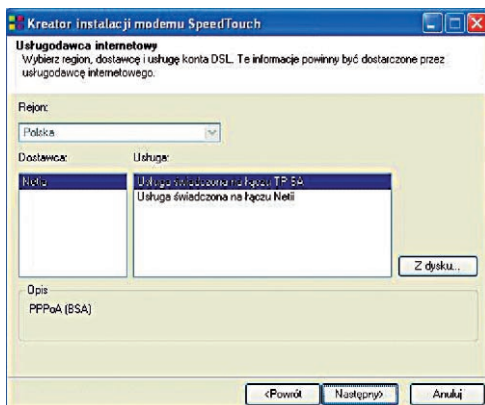 Kreator instalacji modemu SpeedTouch
Usługodawca internetowy
Wybierz region, dostawcę i usługę konta DSL. Te informacje powinny być dostarczone przez
usługodawcę internetowego.
Rejon:
Polska
Dostawca:
Usługa:
Netia
Usługa świadczona na łączu TP SA
Usługa świadczona na łączu Netii
Z dysku...
Opis
PPPoA (BSA)
<Powrót
Następny>
Anuluj